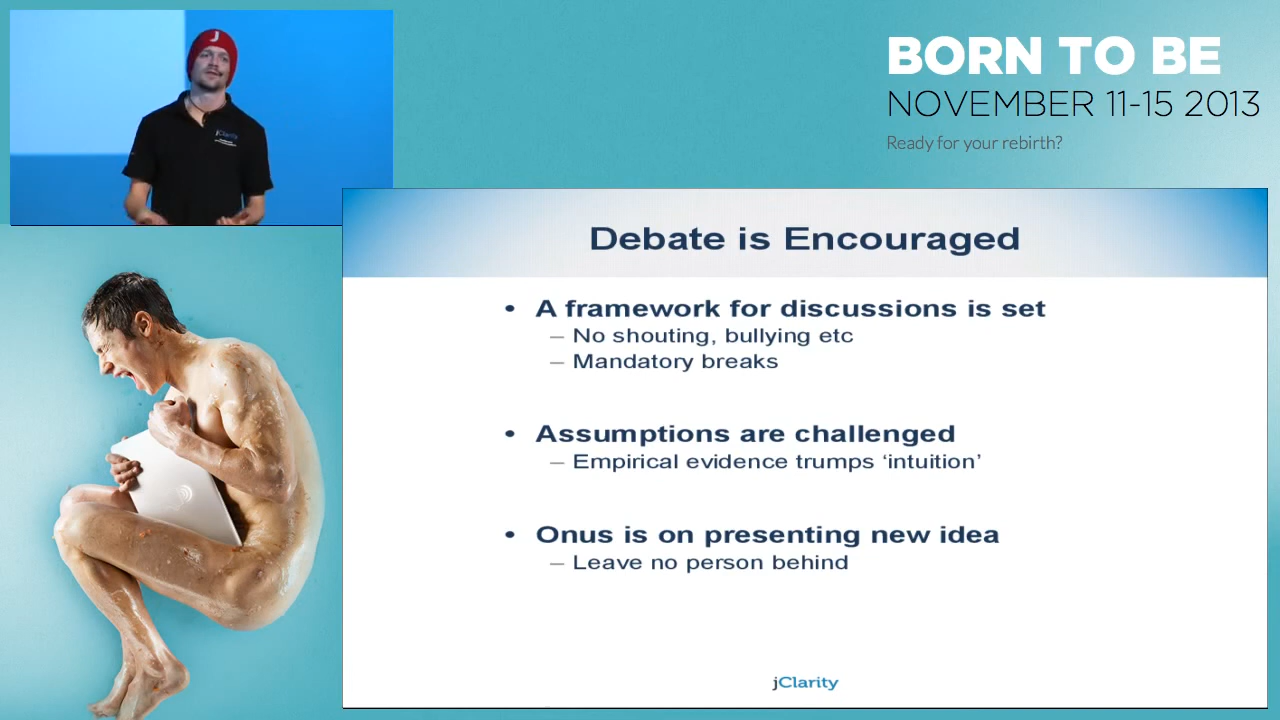 J
jClarity
BORN TO BE
NOVEMBER 11-15 2013
Ready for your rebirth?
Debate is Encouraged
• A framework for discussions is set
– No shouting, bullying etc
– Mandatory breaks
• Assumptions are challenged
– Empirical evidence trumps ‘intuition’
• Onus is on presenting new idea
– Leave no person behind
jClarity